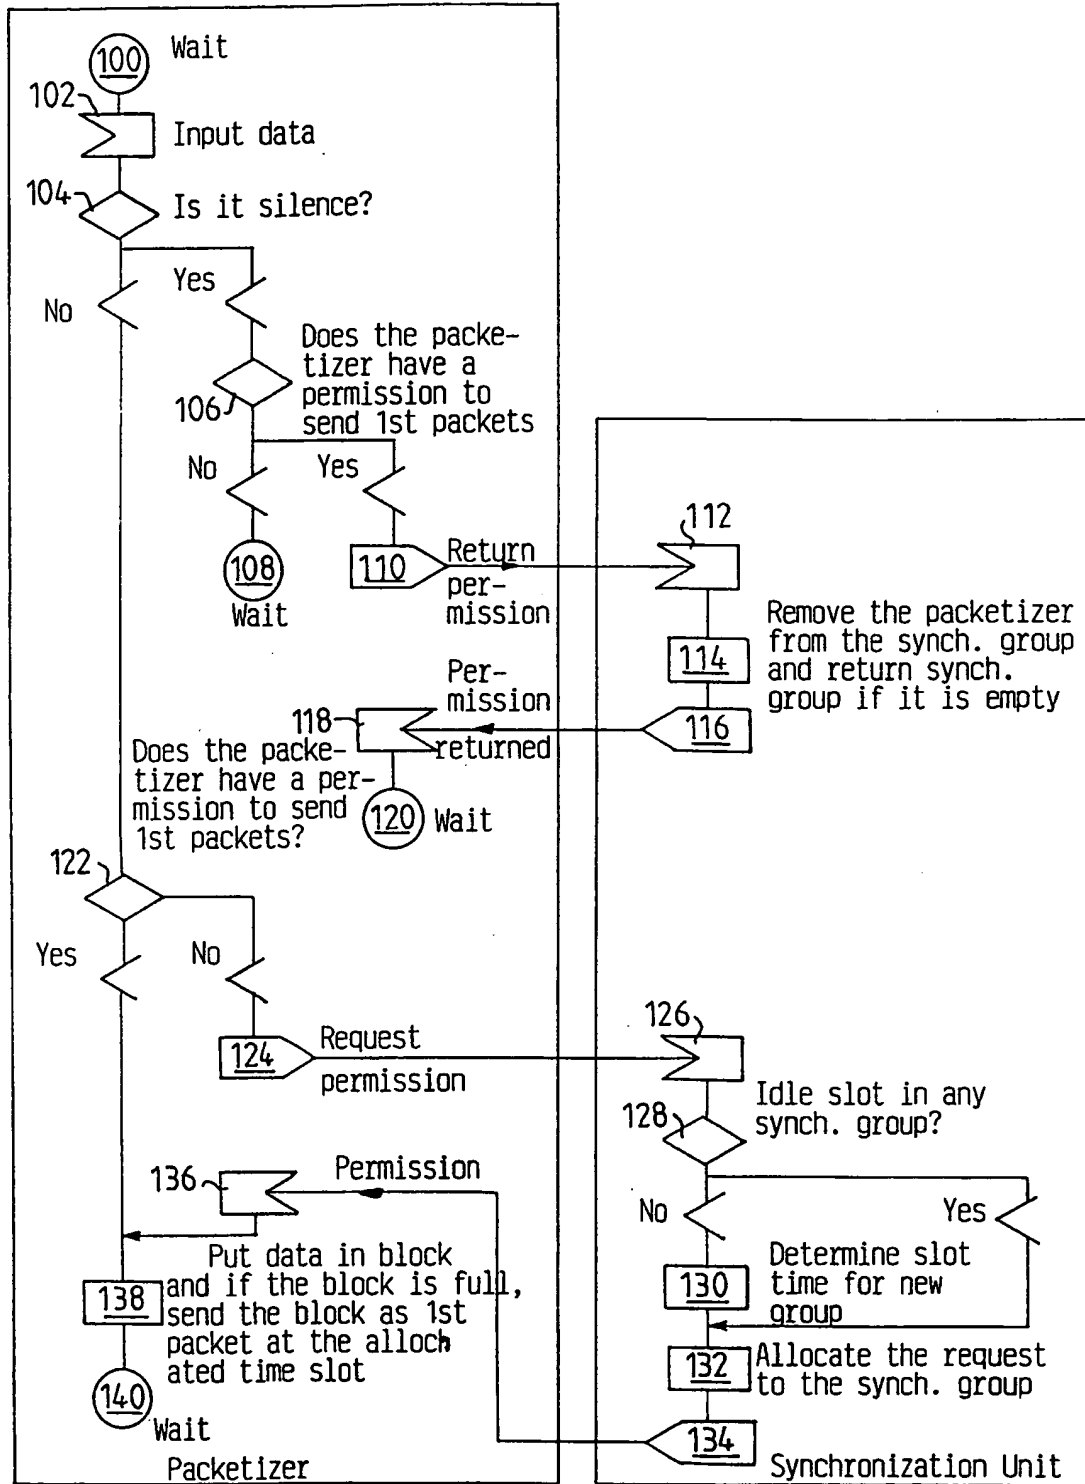 100
Wait
102
Input data
104
Is it silence?
No
Yes
Does the packe-
tizer have a
permission to
send 1st packets
106
No
Yes
108
Wait
110
Return
per-
mission
112
Remove the packetizer
from the synch. group
and return synch.
group if it is empty
114
116
Per-
mission
returned
118
Does the packe-
tizer have a per-
mission to send
1st packets?
120
Wait
122
Yes
No
124
Request
permission
126
Idle slot in any
synch. group?
128
No
Yes
Determine slot
time for new
group
130
132
Allocate the request
to the synch. group
134
Permission
136
Put data in block
and if the block is full,
send the block as 1st
packet at the alloch
ated time slot
138
140
Wait
Packetizer
Synchronization Unit